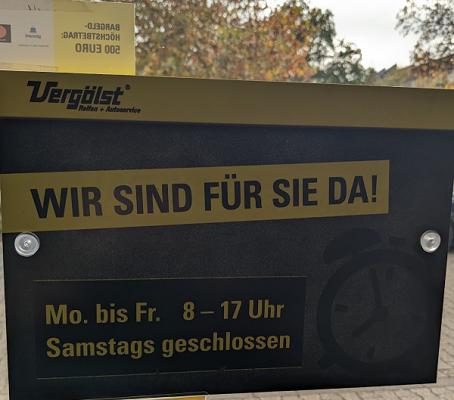 BARGELD-
HÖCHSTBETRAG:
500 EURO
Vergölst®
Reifen + Autoservice
WIR SIND FÜR SIE DA!
Mo. bis Fr. 8 – 17 Uhr
Samstags geschlossen